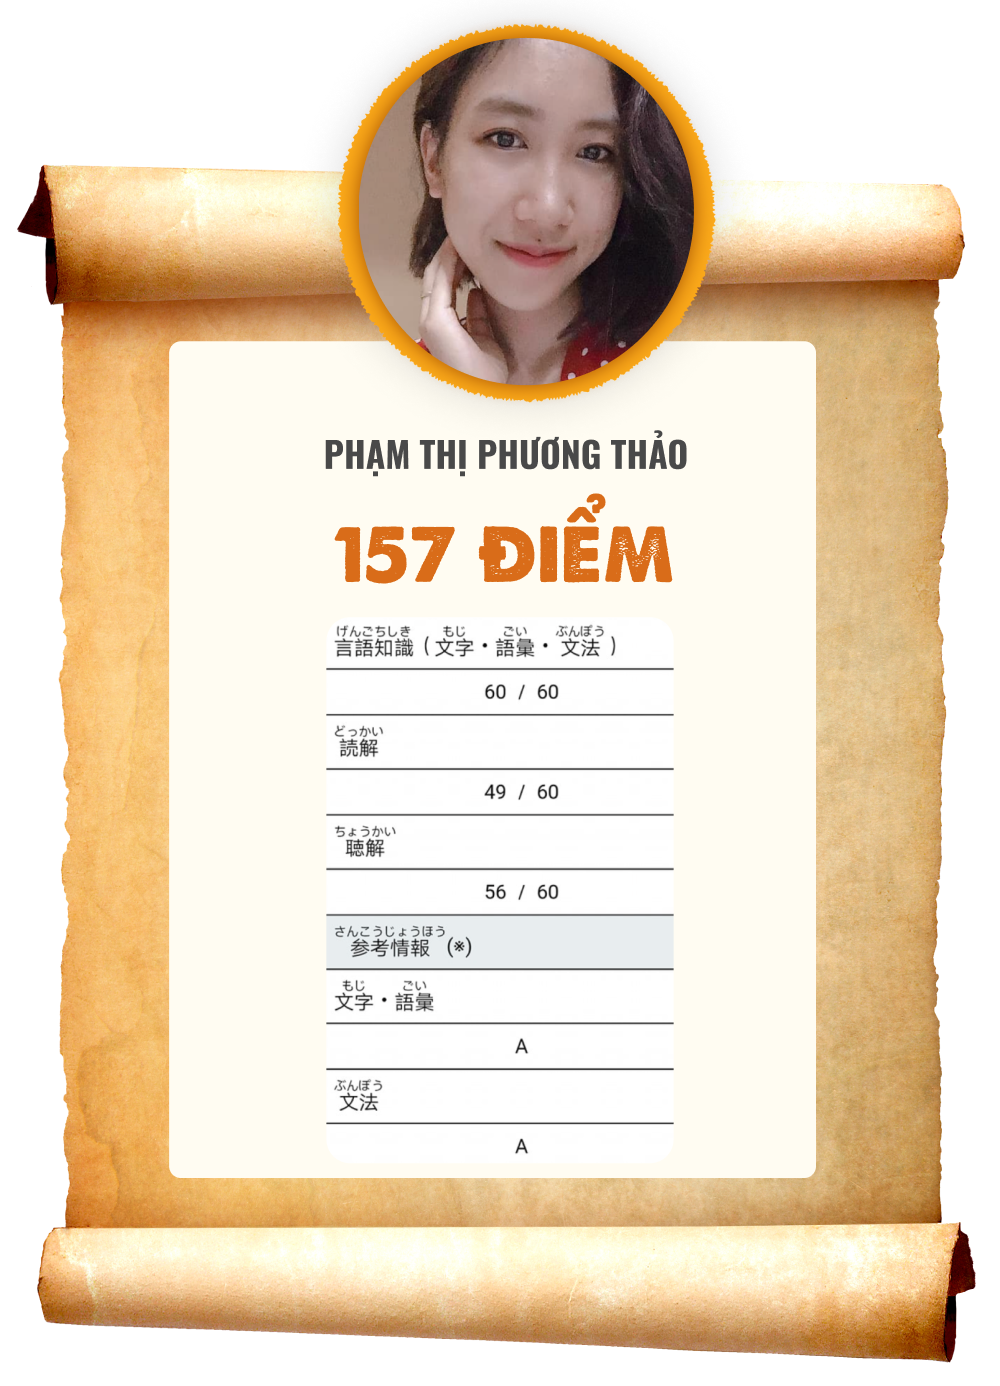 PHẠM THỊ PHƯƠNG THẢO
157 ĐIỂM
げんごちしき もじ ごい ぶんぽう
言語知識（文字・語彙・文法）
60 / 60
どっかい
読解
49 / 60
ちょうかい
聴解
56 / 60
さんこうじょうほう
参考情報 (※)
もじ ごい
文字・語彙
A
ぶんぽう
文法
A